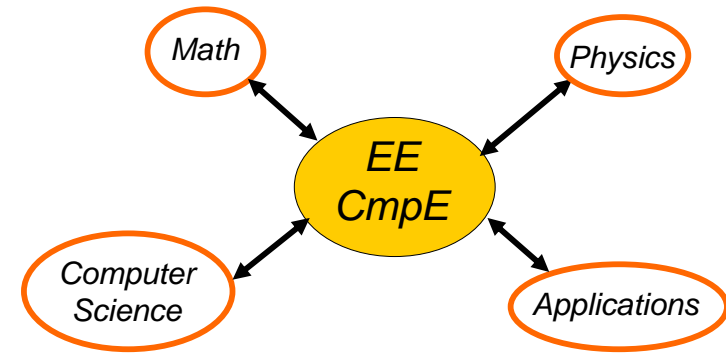 Math
Physics
EE
CmpE
Computer
Science
Applications